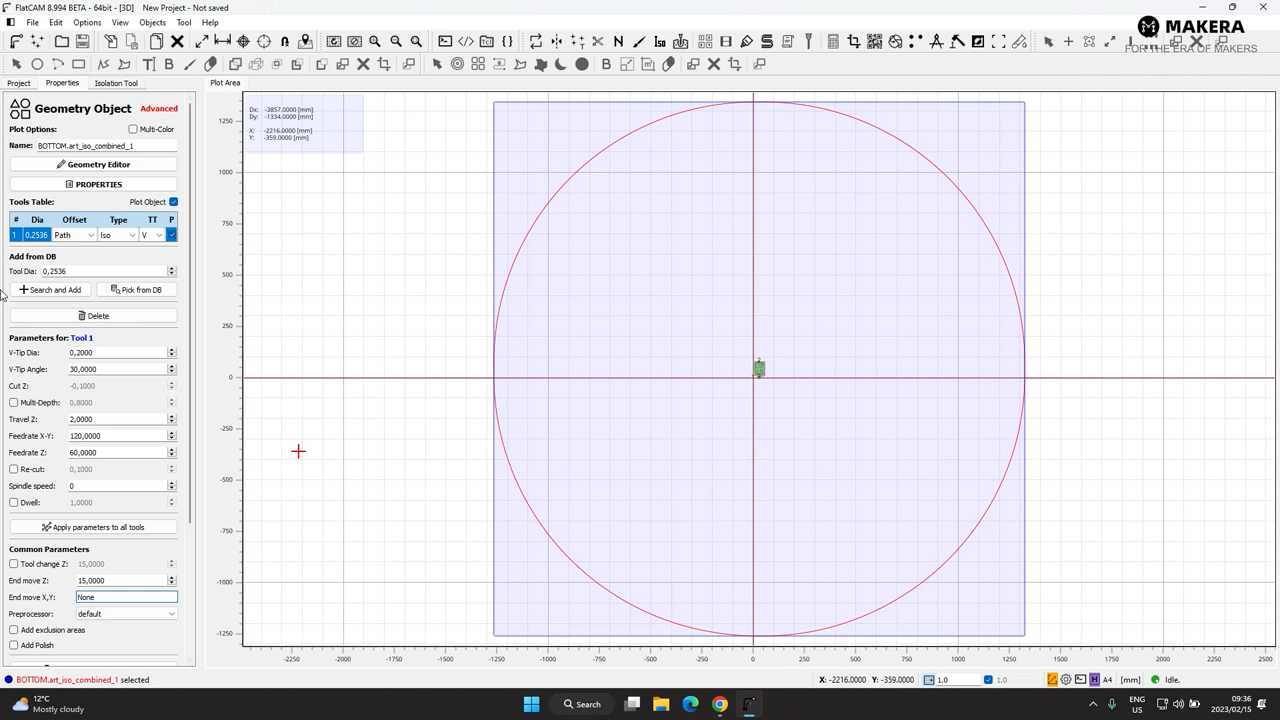 FlatCAM 8.994 BETA - 64bit - [3D]    New Project - Not saved
File Edit Options View Objects Tool Help
MAKERA
FOR THE ERA OF MAKERS
Project Properties Isolation Tool
Plot Area
Geometry Object Advanced
Plot Options: Multi-Color
Name: BOTTOM.art_iso_combined_1
Geometry Editor
PROPERTIES
Tools Table: Plot Object
# Dia Offset Type TT P
1 0.2536 Path Iso V
Add from DB
Tool Dia: 0,2536
Search and Add Pick from DB
Delete
Parameters for: Tool 1
V-Tip Dia: 0,2000
V-Tip Angle: 30,0000
Cut Z: -0,1000
Multi-Depth: 0,8000
Travel Z: 2,0000
Feedrate X-Y: 120,0000
Feedrate Z: 60,0000
Re-cut: 0,1000
Spindle speed: 0
Dwell: 1,0000
Apply parameters to all tools
Common Parameters
Tool change Z: 15,0000
End move Z: 15,0000
End move X,Y: None
Preprocessor: default
Add exclusion areas
Add Polish
Dx: -3857.0000 [mm]
Dy: -1334.0000 [mm]
X: -2216.0000 [mm]
Y: -359.0000 [mm]
1250
1000
750
500
250
0
-250
-500
-750
-1000
-1250
-2250 -2000 -1750 -1500 -1250 -1000 -750 -500 -250 0 250 500 750 1000 1250 1500 1750 2000 2250 2500
BOTTOM.art_iso_combined_1 selected
X: -2216.0000 Y: -359.0000 1.0 1.0 A4 [mm] Idle.
12°C
Mostly cloudy
Search
ENG
US
09:36
2023/02/15